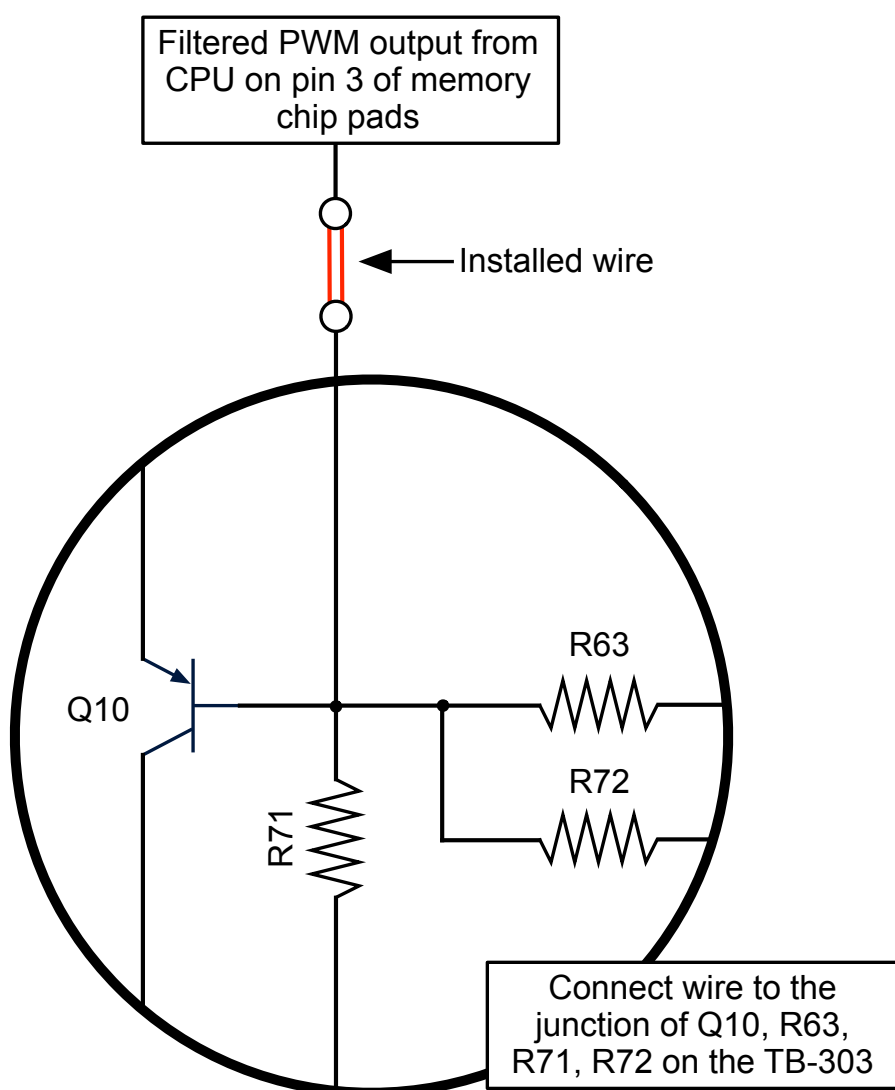 Filtered PWM output from
CPU on pin 3 of memory
chip pads
Installed wire
R63
Q10
R72
R71
Connect wire to the
junction of Q10, R63,
R71, R72 on the TB-303